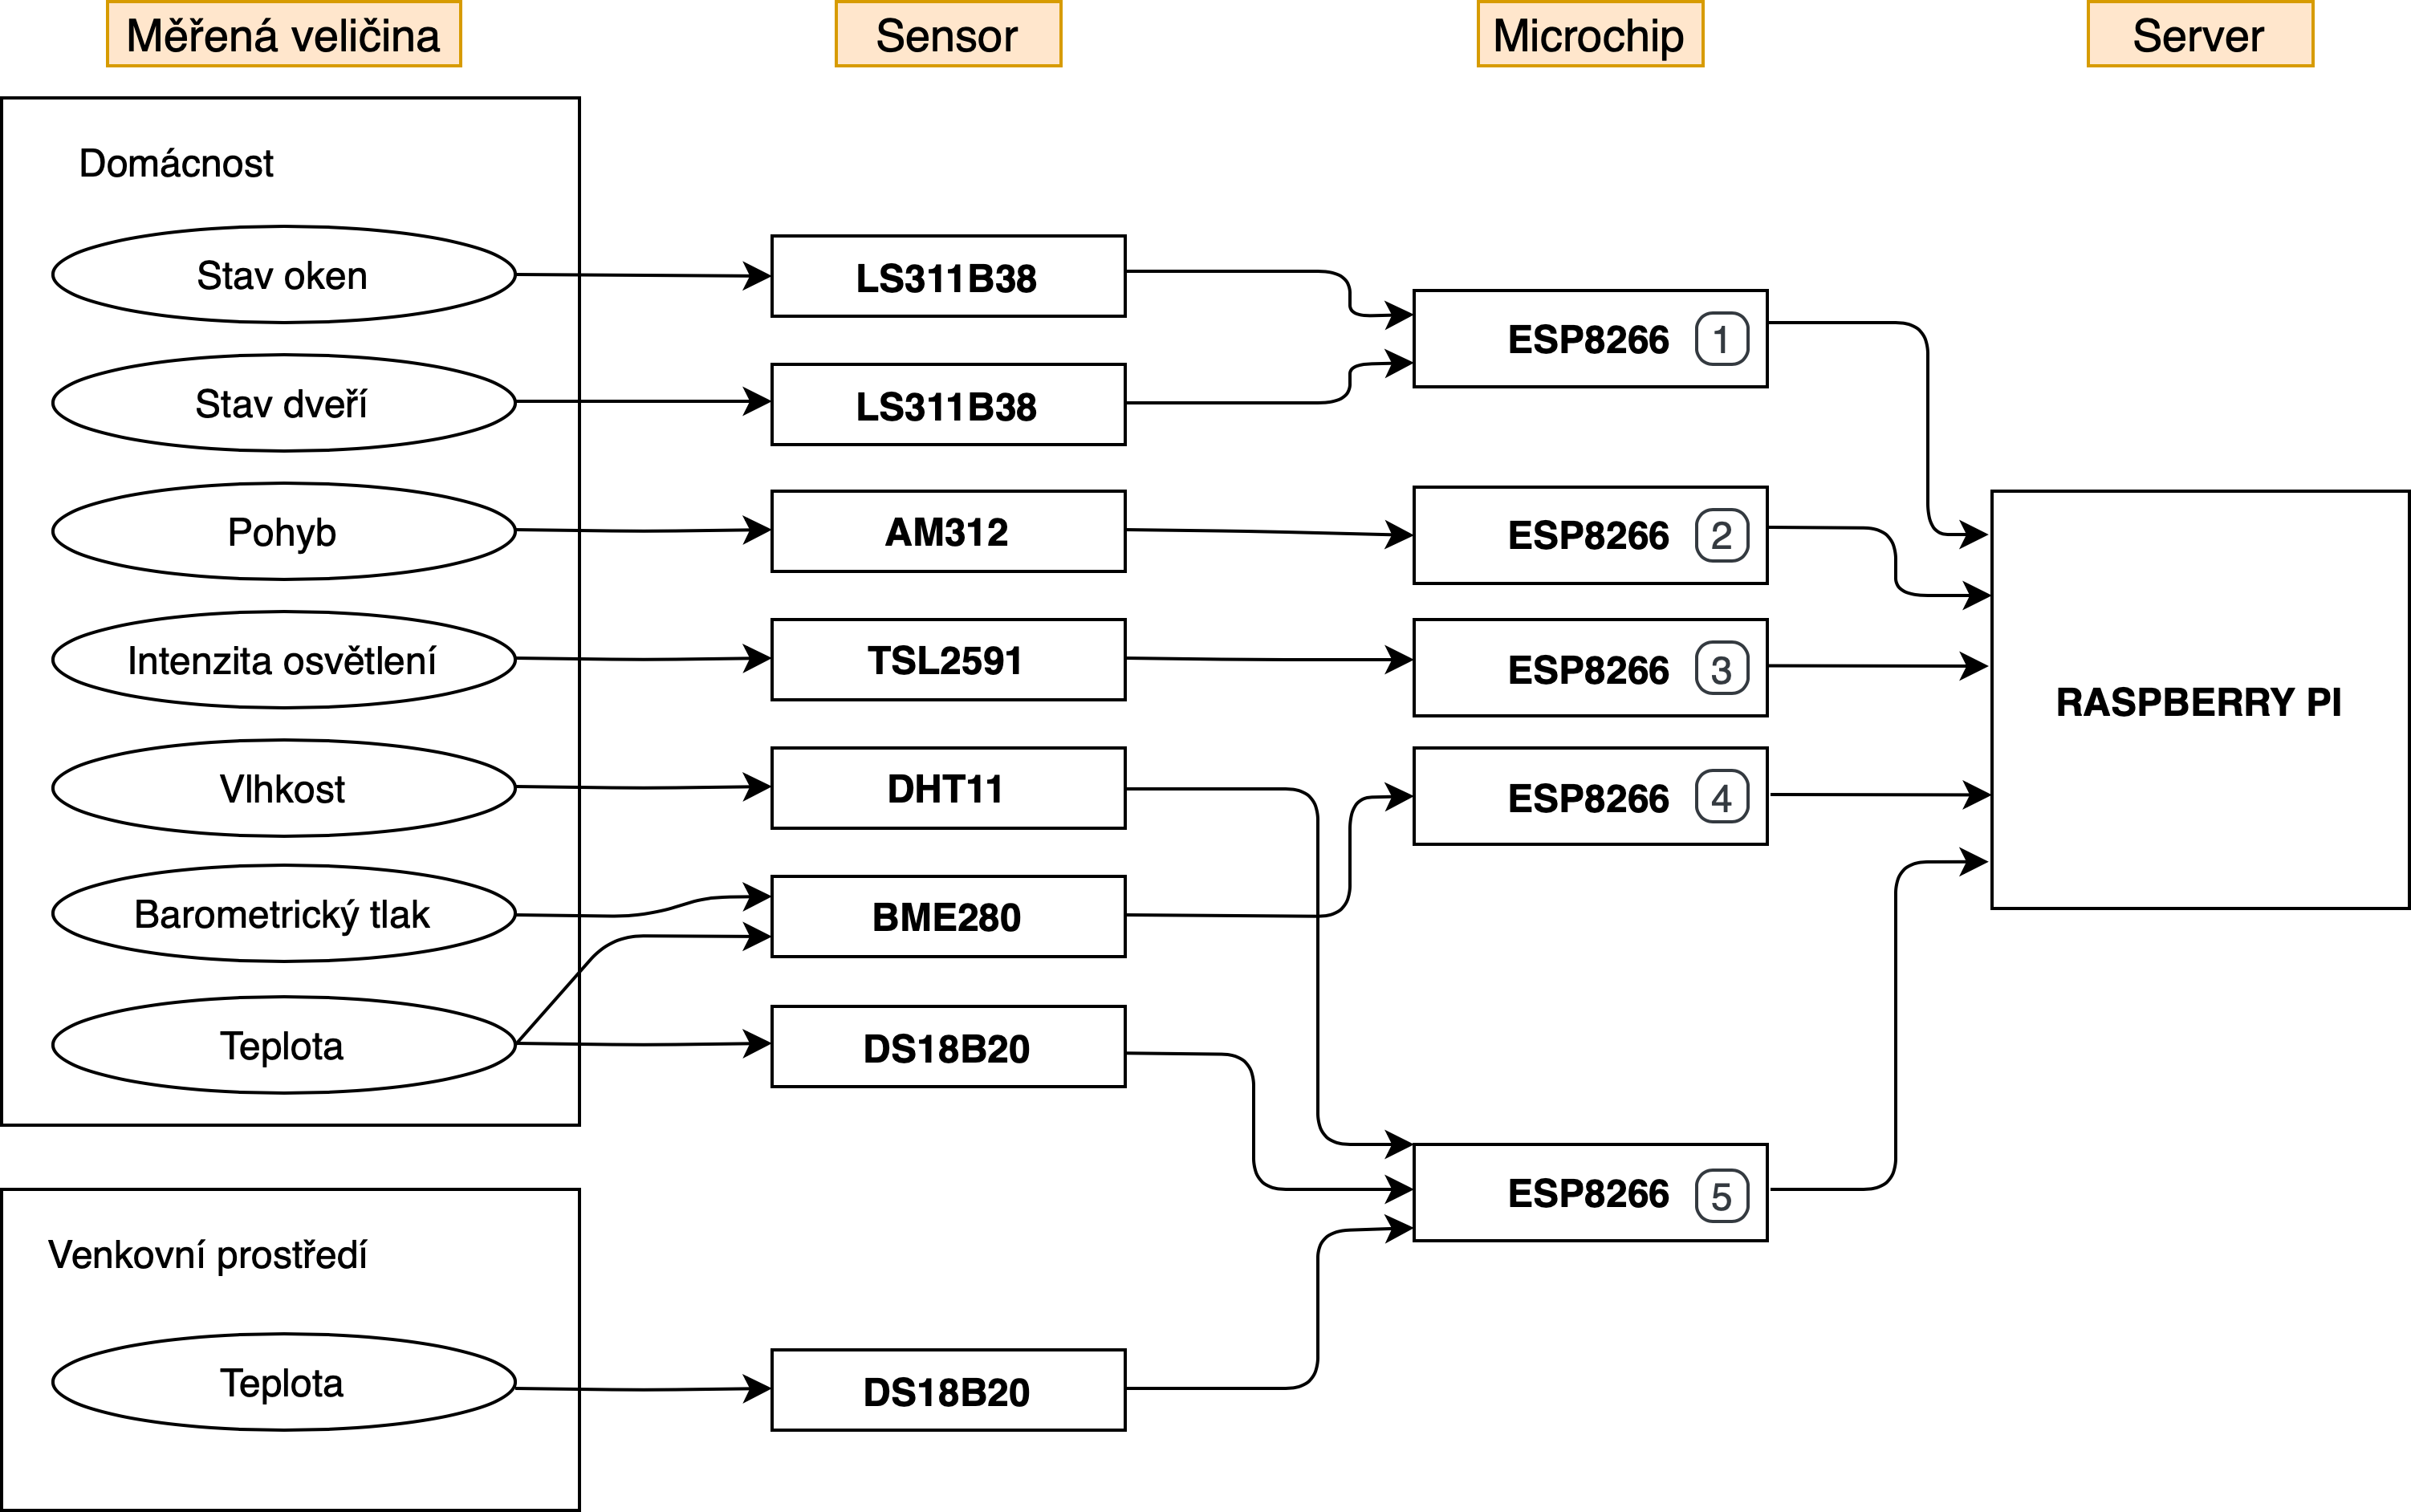 Měřená veličina
Sensor
Microchip
Server
Domácnost
Stav oken
LS311B38
ESP8266 1
Stav dveří
LS311B38
Pohyb
AM312
ESP8266 2
Intenzita osvětlení
TSL2591
ESP8266 3
RASPBERRY PI
Vlhkost
DHT11
ESP8266 4
Barometrický tlak
BME280
Teplota
DS18B20
ESP8266 5
Venkovní prostředí
Teplota
DS18B20